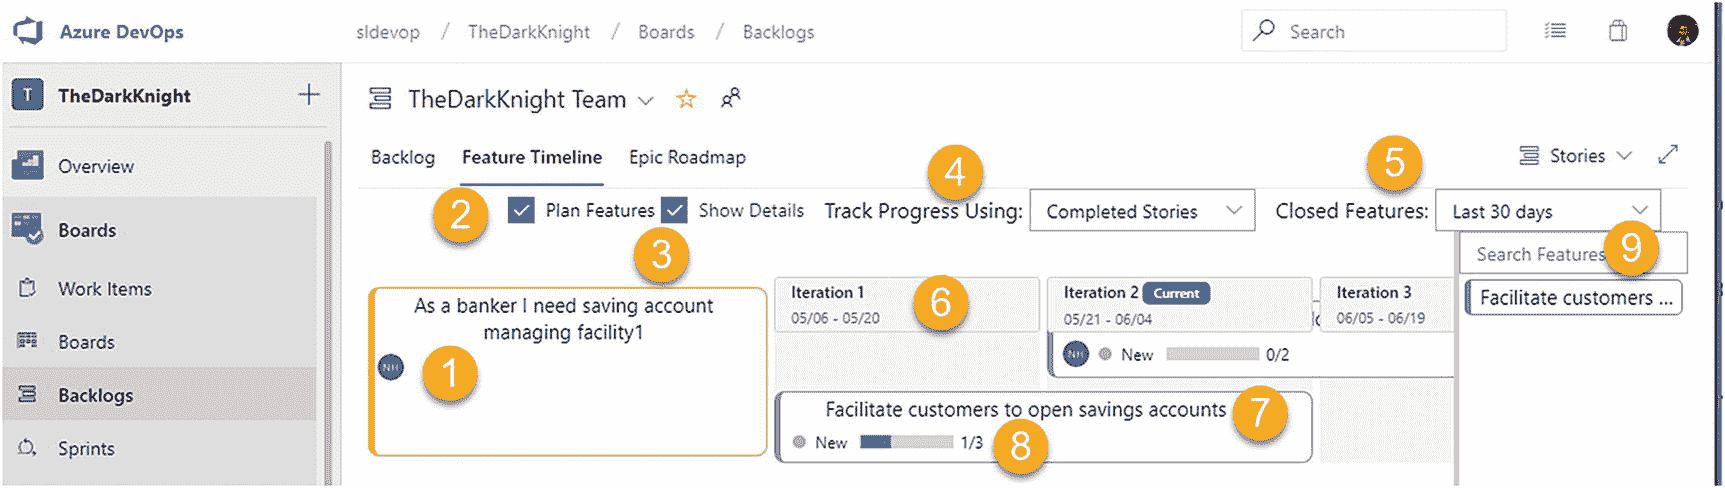 Azure DevOps
sldevop / TheDarkKnight / Boards / Backlogs
Search
T TheDarkKnight +
TheDarkKnight Team
Overview
Backlog Feature Timeline Epic Roadmap
Stories
4
5
2
Plan Features Show Details Track Progress Using: Completed Stories Closed Features: Last 30 days
Boards
3
Search Features
9
Work Items
As a banker I need saving account
managing facility1
NH
1
Iteration 1
05/06 - 05/20
6
Iteration 2 Current
05/21 - 06/04
Iteration 3
06/05 - 06/19
Facilitate customers ...
Boards
NH New 0/2
Backlogs
Facilitate customers to open savings accounts
7
New 1/3
8
Sprints